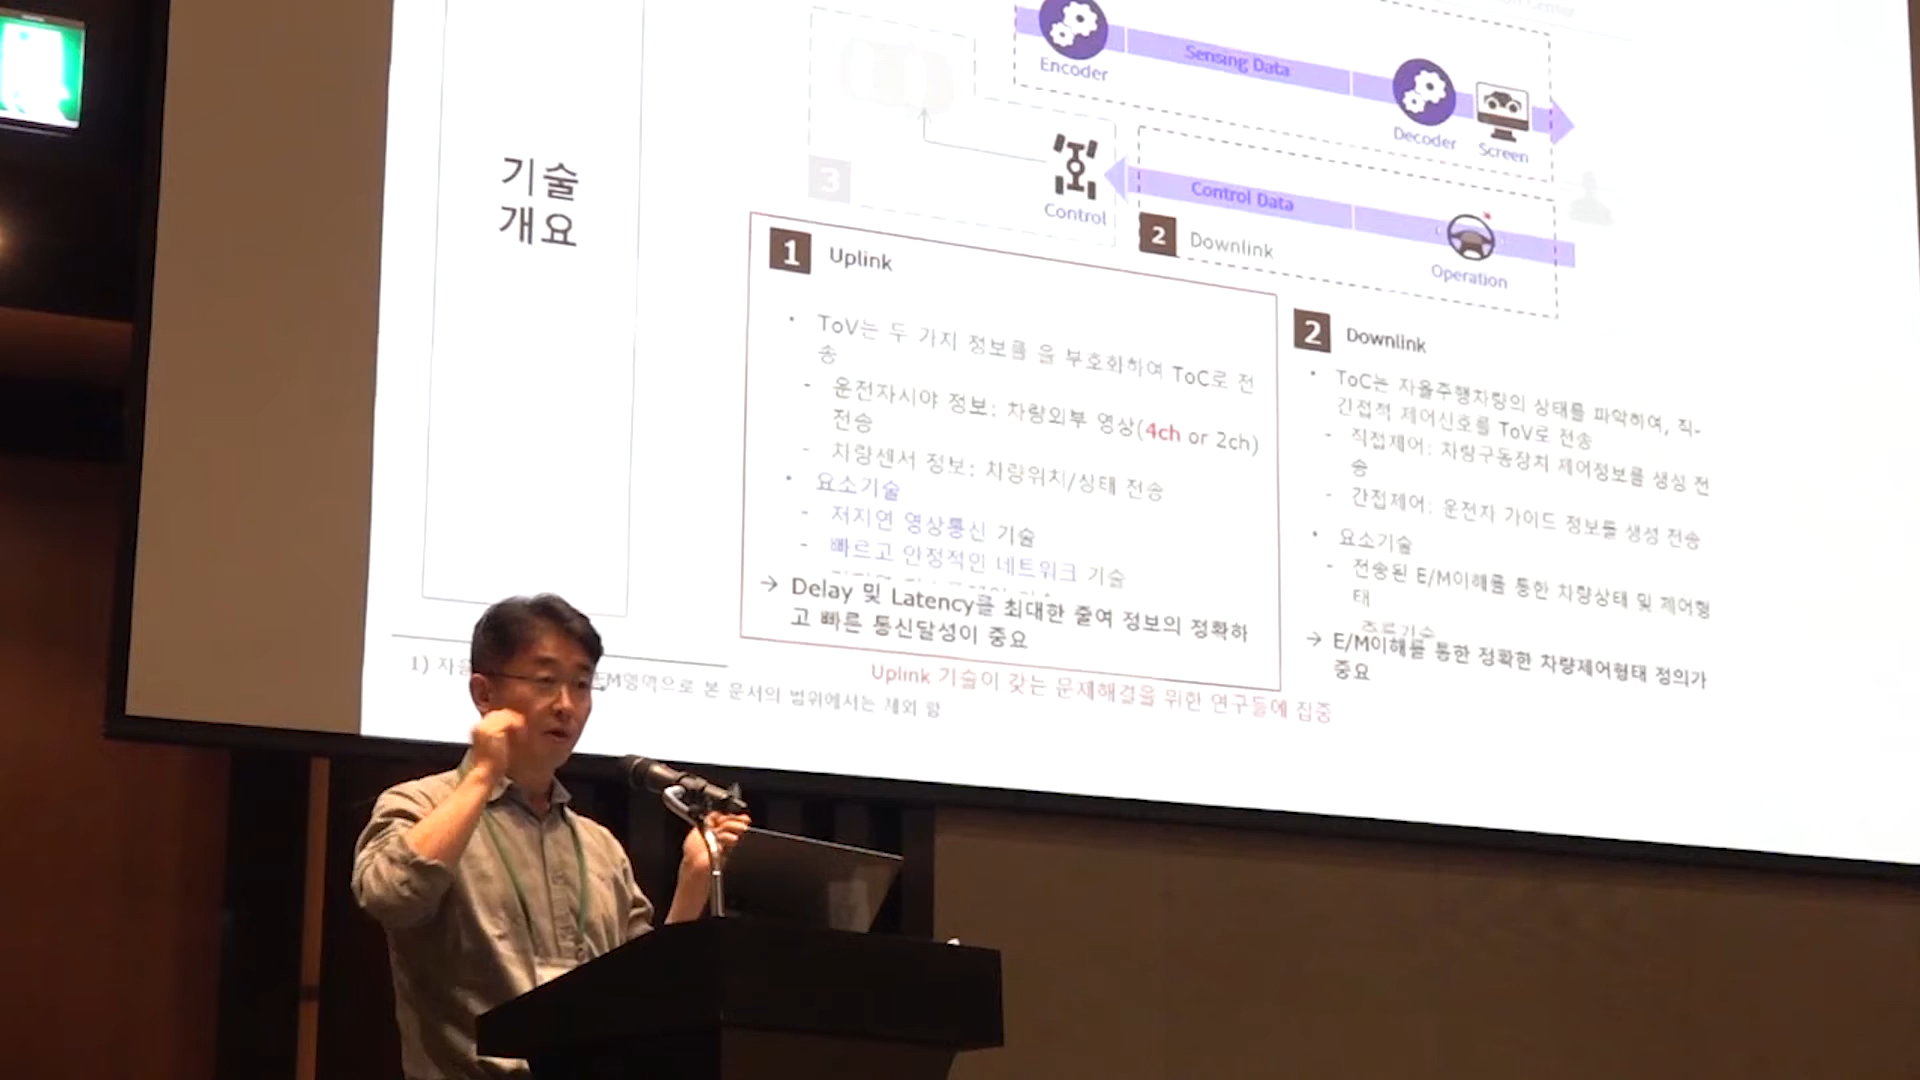 기술
개요
Encoder
Sensing Data
Decoder
Screen
3
Control
Control Data
Operation
2 Downlink
1 Uplink
• ToV는 두 가지 정보를 을 부호화하여 ToC로 전
송
- 운전자시야 정보: 차량외부 영상(4ch or 2ch)
전송
- 차량센서 정보: 차량위치/상태 전송
• 요소기술
- 저지연 영상통신 기술
- 빠르고 안정적인 네트워크 기술
→ Delay 및 Latency를 최대한 줄여 정보의 정확하
고 빠른 통신달성이 중요
2 Downlink
• ToC는 자율주행차량의 상태를 파악하여, 직-
간접적 제어신호를 ToV로 전송
- 직접제어: 차량구동장치 제어정보를 생성 전
송
- 간접제어: 운전자 가이드 정보를 생성 전송
• 요소기술
- 전송된 E/M이해를 통한 차량상태 및 제어형
태
→ E/M이해를 통한 정확한 차량제어형태 정의가
중요
Uplink 기술이 갖는 문제해결을 위한 연구들에 집중
1) 자율 EM영역으로 본 문서의 범위에서는 제외 함